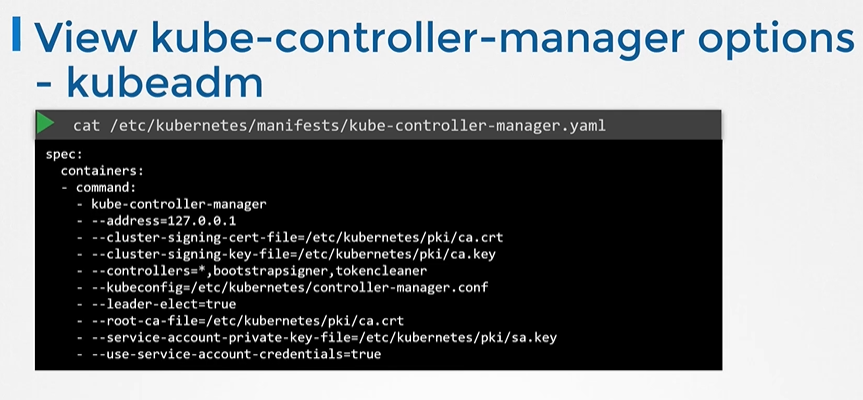 View kube-controller-manager options
- kubeadm
cat /etc/kubernetes/manifests/kube-controller-manager.yaml
spec:
  containers:
  - command:
    - kube-controller-manager
    - --address=127.0.0.1
    - --cluster-signing-cert-file=/etc/kubernetes/pki/ca.crt
    - --cluster-signing-key-file=/etc/kubernetes/pki/ca.key
    - --controllers=*,bootstrapsigner,tokencleaner
    - --kubeconfig=/etc/kubernetes/controller-manager.conf
    - --leader-elect=true
    - --root-ca-file=/etc/kubernetes/pki/ca.crt
    - --service-account-private-key-file=/etc/kubernetes/pki/sa.key
    - --use-service-account-credentials=true